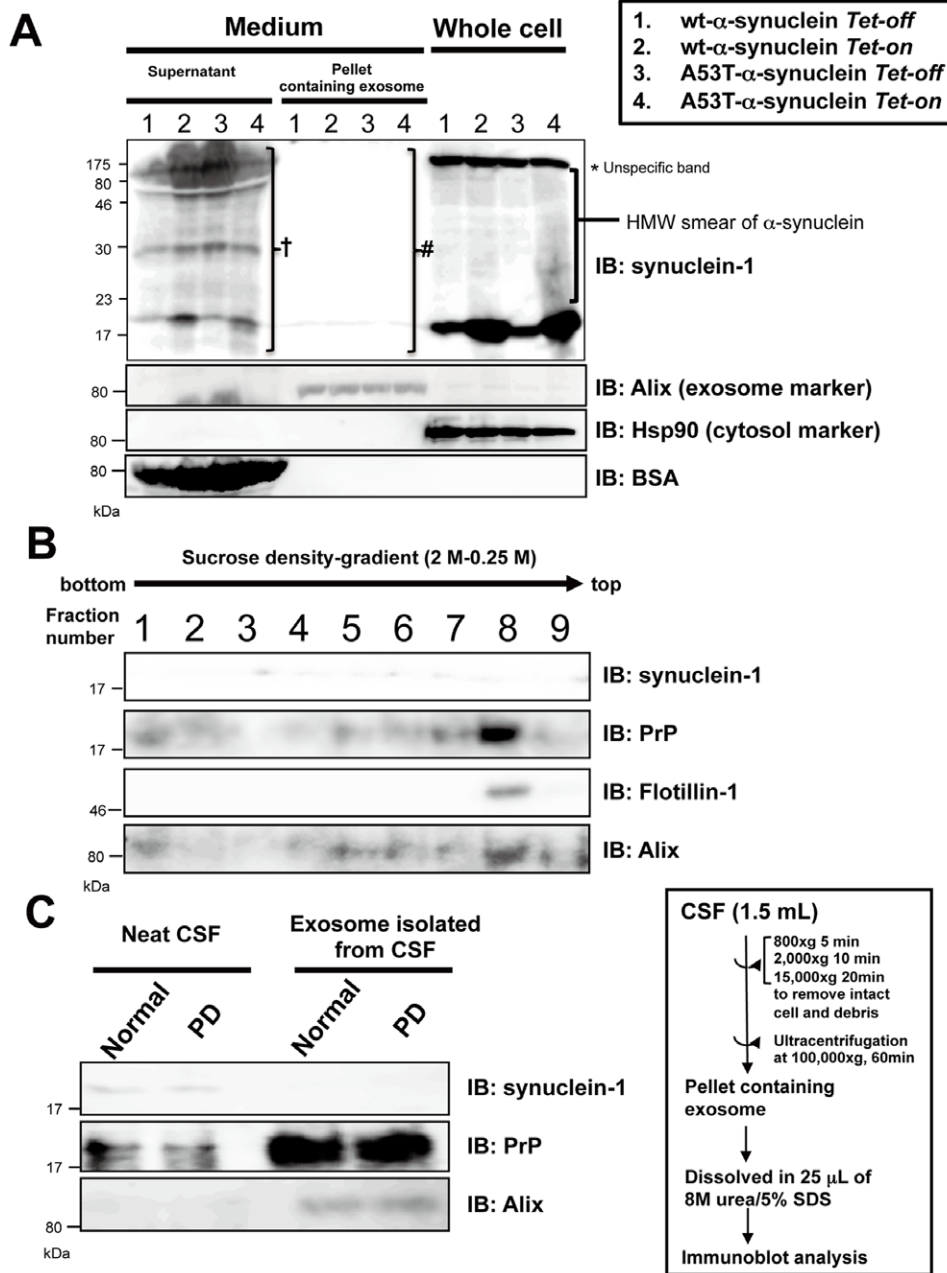 A
Medium
Whole cell
Supernatant
Pellet
containing exosome
1 2 3 4 1 2 3 4 1 2 3 4
1. wt-α-synuclein Tet-off
2. wt-α-synuclein Tet-on
3. A53T-α-synuclein Tet-off
4. A53T-α-synuclein Tet-on
175
80
46
30
23
17
†
#
* Unspecific band
HMW smear of α-synuclein
IB: synuclein-1
80
IB: Alix (exosome marker)
80
IB: Hsp90 (cytosol marker)
80
IB: BSA
kDa
B
Sucrose density-gradient (2 M-0.25 M)
bottom
top
Fraction
number
1 2 3 4 5 6 7 8 9
17
IB: synuclein-1
17
IB: PrP
46
IB: Flotillin-1
80
IB: Alix
kDa
C
Neat CSF
Exosome isolated
from CSF
Normal PD Normal PD
17
IB: synuclein-1
17
IB: PrP
80
IB: Alix
kDa
CSF (1.5 mL)
800xg 5 min
2,000xg 10 min
15,000xg 20min
to remove intact
cell and debris
Ultracentrifugation
at 100,000xg, 60min
Pellet containing
exosome
Dissolved in 25 μL of
8M urea/5% SDS
Immunoblot analysis